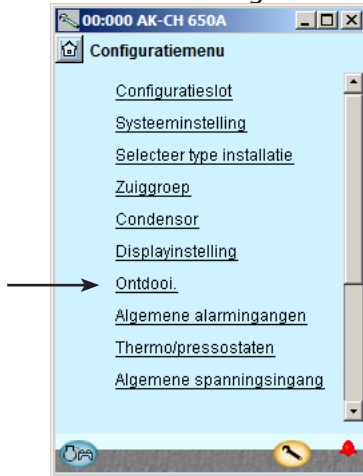 00:000 AK-CH 650A
Configuratiemenu
Configuratieslot
Systeeminstelling
Selecteer type installatie
Zuiggroep
Condensor
Displayinstelling
Ontdooi.
Algemene alarmingangen
Thermo/pressostaten
Algemene spanningsingang